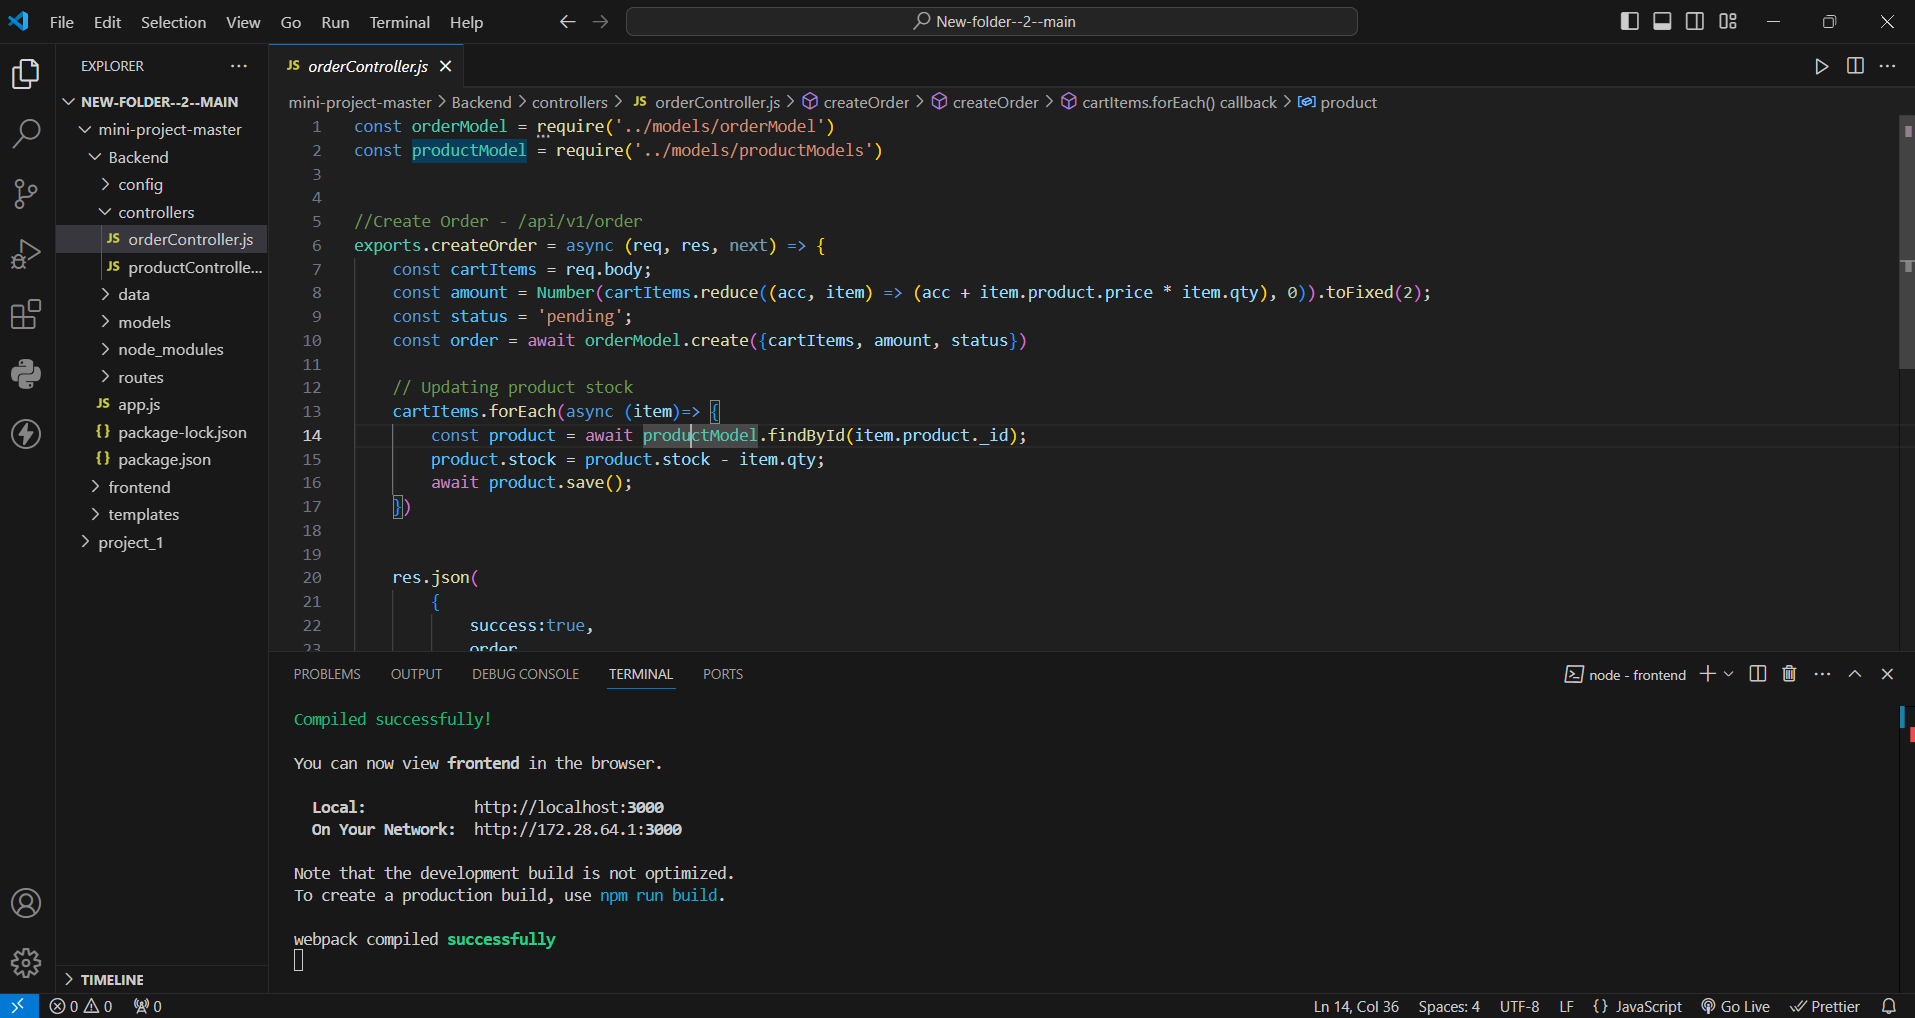 File Edit Selection View Go Run Terminal Help
New-folder--2--main
EXPLORER
NEW-FOLDER--2--MAIN
mini-project-master
Backend
config
controllers
JS orderController.js
JS productControlle...
data
models
node_modules
routes
JS app.js
{} package-lock.json
{} package.json
frontend
templates
project_1
TIMELINE
JS orderController.js
mini-project-master > Backend > controllers > JS orderController.js > createOrder > createOrder > cartItems.forEach() callback > product
1 const orderModel = require('../models/orderModel')
2 const productModel = require('../models/productModels')
3
4
5 //Create Order - /api/v1/order
6 exports.createOrder = async (req, res, next) => {
7 const cartItems = req.body;
8 const amount = Number(cartItems.reduce((acc, item) => (acc + item.product.price * item.qty), 0)).toFixed(2);
9 const status = 'pending';
10 const order = await orderModel.create({cartItems, amount, status})
11
12 // Updating product stock
13 cartItems.forEach(async (item)=> {
14 const product = await productModel.findById(item.product._id);
15 product.stock = product.stock - item.qty;
16 await product.save();
17 })
18
19
20 res.json(
21 {
22 success:true,
23 order
PROBLEMS OUTPUT DEBUG CONSOLE TERMINAL PORTS
node - frontend
Compiled successfully!
You can now view frontend in the browser.
Local: http://localhost:3000
On Your Network: http://172.28.64.1:3000
Note that the development build is not optimized.
To create a production build, use npm run build.
webpack compiled successfully
0 0 0
Ln 14, Col 36 Spaces: 4 UTF-8 LF {} JavaScript Go Live Prettier